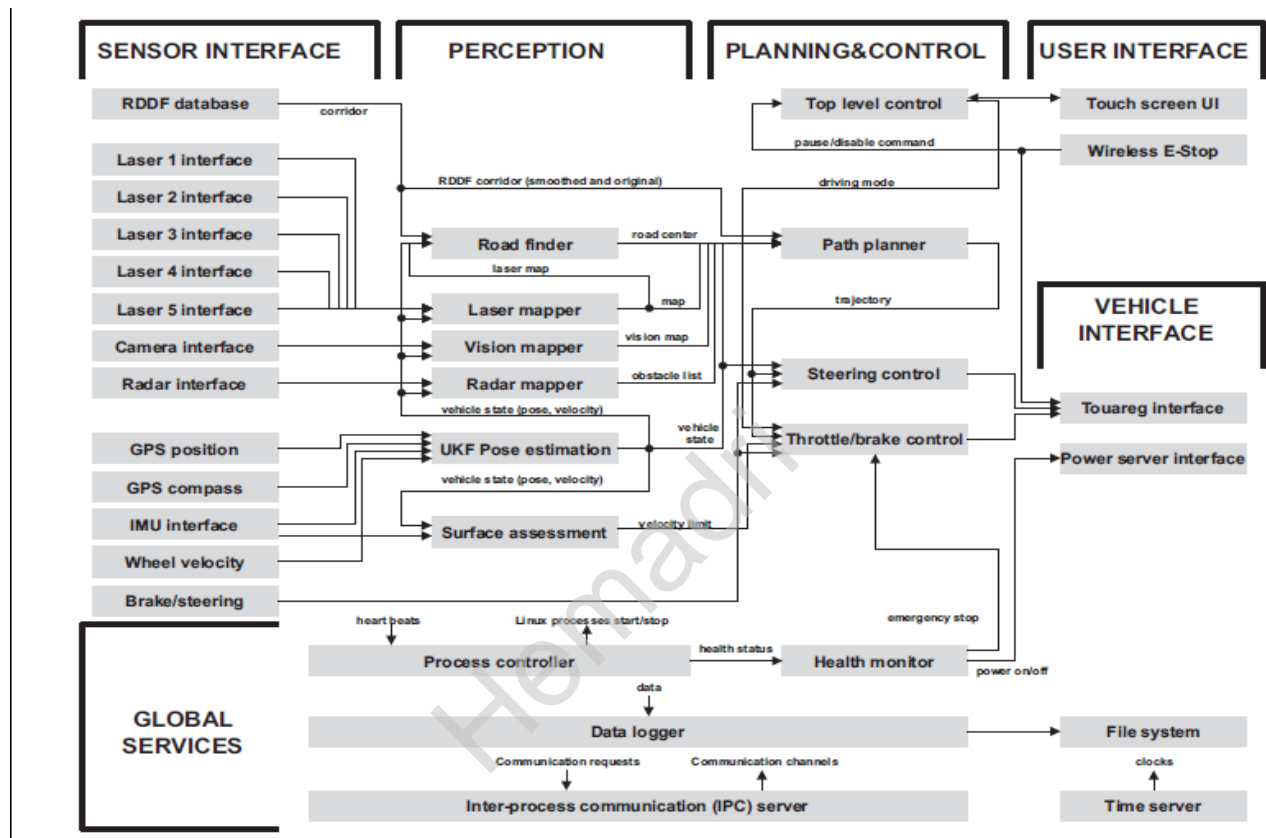 SENSOR INTERFACE
PERCEPTION
PLANNING&CONTROL
USER INTERFACE
RDDF database
corridor
Top level control
Touch screen UI
pause/disable command
Wireless E-Stop
Laser 1 interface
RDDF corridor (smoothed and original)
driving mode
Laser 2 interface
Laser 3 interface
Road finder
road center
Path planner
Laser 4 interface
laser map
Laser 5 interface
Laser mapper
map
trajectory
VEHICLE
INTERFACE
Camera interface
Vision mapper
vision map
Radar interface
Radar mapper
obstacle list
Steering control
vehicle state (pose, velocity)
Touareg interface
GPS position
UKF Pose estimation
vehicle
state
Throttle/brake control
Power server interface
GPS compass
vehicle state (pose, velocity)
IMU interface
Surface assessment
velocity limit
Wheel velocity
Brake/steering
heart beats
Linux processes start/stop
emergency stop
Process controller
health status
Health monitor
power on/off
data
GLOBAL
SERVICES
Data logger
File system
Communication requests
Communication channels
clocks
Inter-process communication (IPC) server
Time server
Hemadri